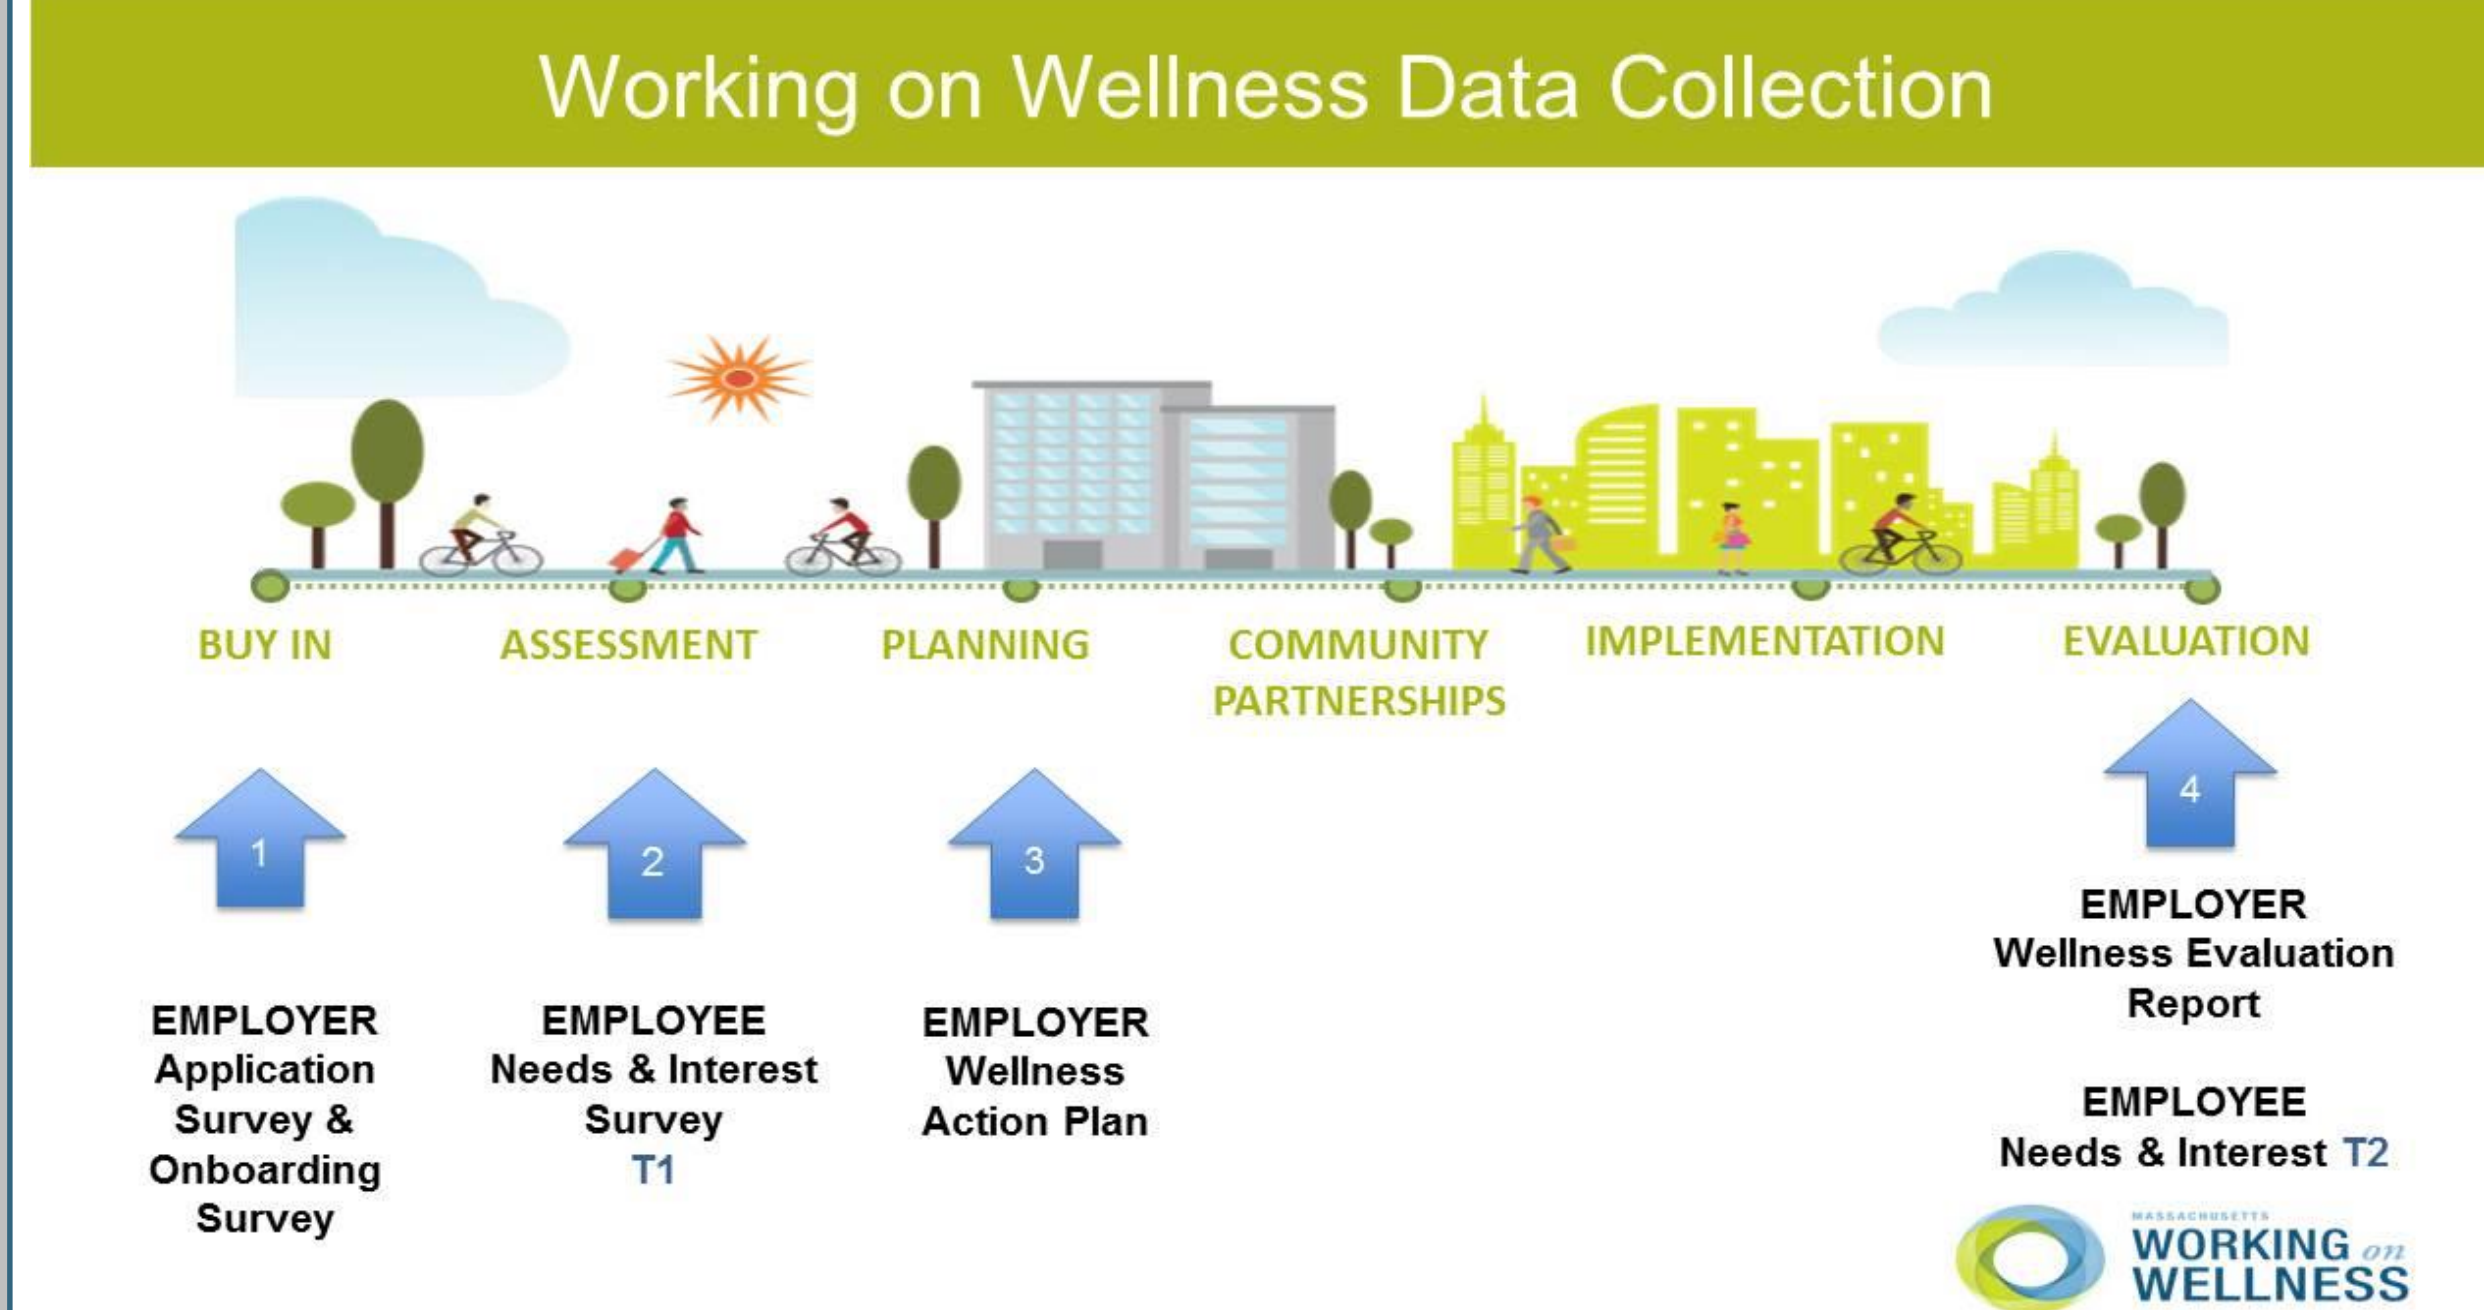 Working on Wellness Data Collection
BUY IN
ASSESSMENT
PLANNING
COMMUNITY
PARTNERSHIPS
IMPLEMENTATION
EVALUATION
1
EMPLOYER
Application
Survey &
Onboarding
Survey
2
EMPLOYEE
Needs & Interest
Survey
T1
3
EMPLOYER
Wellness
Action Plan
4
EMPLOYER
Wellness Evaluation
Report
EMPLOYEE
Needs & Interest T2
MASSACHUSETTS
WORKING on
WELLNESS